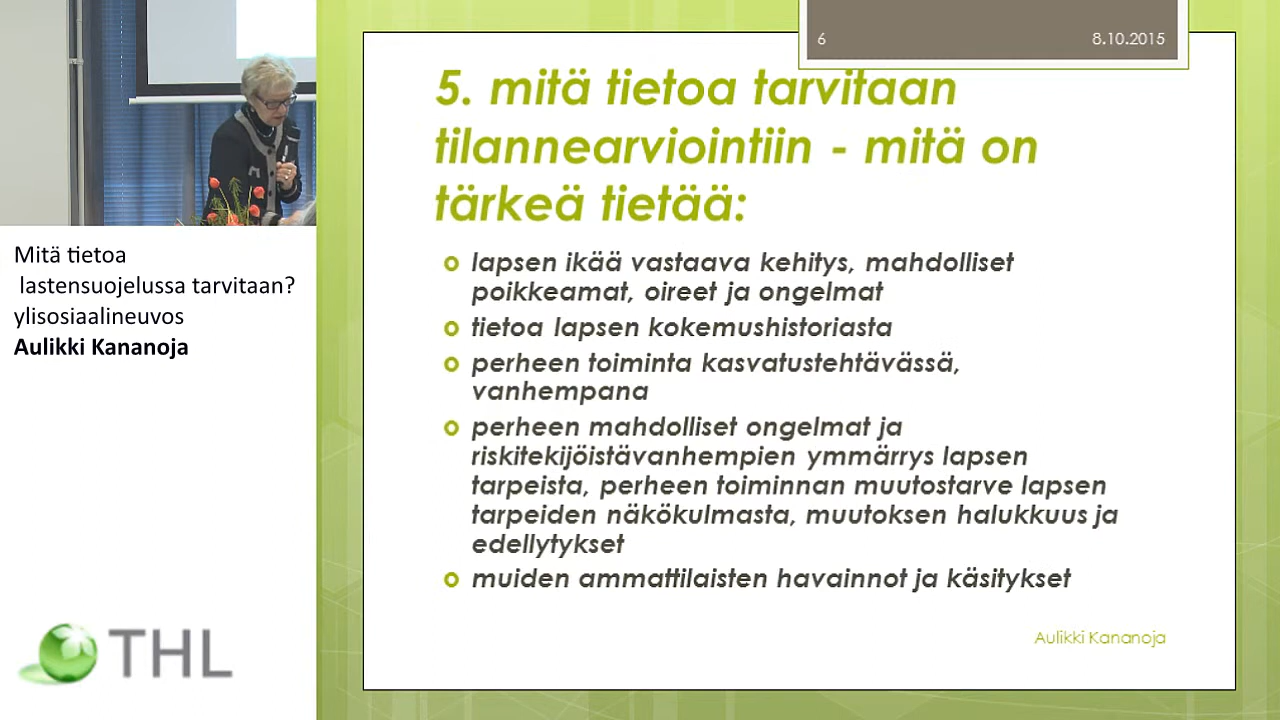 Mitä tietoa
lastensuojelussa tarvitaan?
ylisosiaalineuvos
Aulikki Kananoja
THL
6
8.10.2015
5. mitä tietoa tarvitaan
tilannearviointiin - mitä on
tärkeä tietää:
lapsen ikää vastaava kehitys, mahdolliset
poikkeamat, oireet ja ongelmat
tietoa lapsen kokemushistoriasta
perheen toiminta kasvatustehtävässä,
vanhempana
perheen mahdolliset ongelmat ja
riskitekijöistävanhempien ymmärrys lapsen
tarpeista, perheen toiminnan muutostarve lapsen
tarpeiden näkökulmasta, muutoksen halukkuus ja
edellytykset
muiden ammattilaisten havainnot ja käsitykset
Aulikki Kananoja